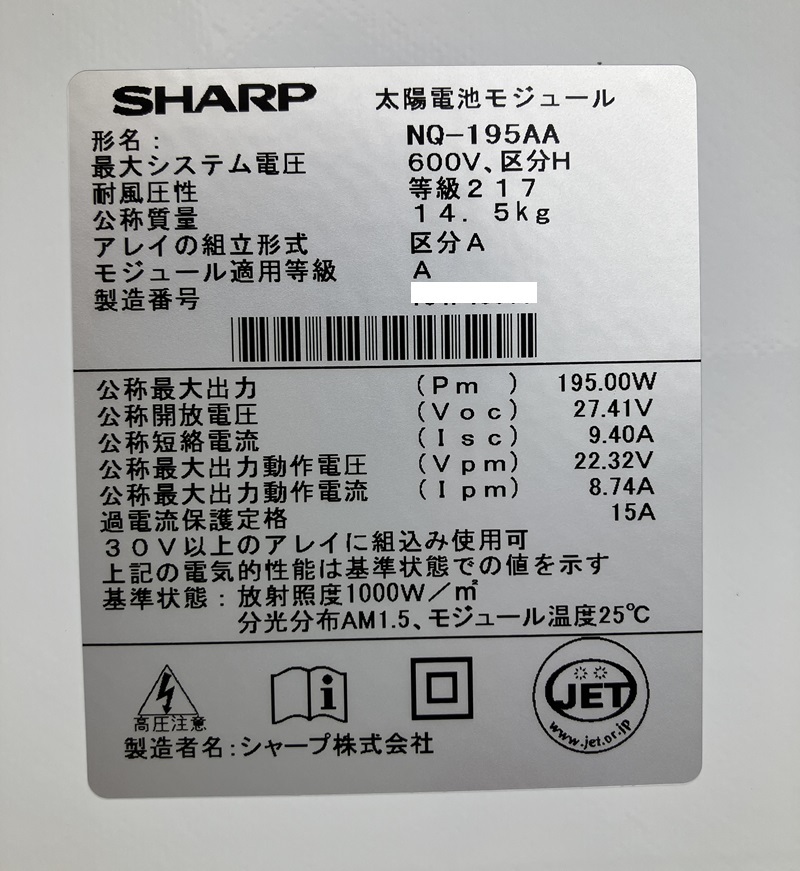 SHARP 太陽電池モジュール
形名： NQ-195AA
最大システム電圧 600V、区分H
耐風圧性 等級２１７
公称質量 １４．５kg
アレイの組立形式 区分A
モジュール適用等級 A
製造番号
公称最大出力 (Pm ) 195.00W
公称開放電圧 (Voc) 27.41V
公称短絡電流 (Isc) 9.40A
公称最大出力動作電圧 (Vpm) 22.32V
公称最大出力動作電流 (Ipm) 8.74A
過電流保護定格 15A
３０Ｖ以上のアレイに組込み使用可
上記の電気的性能は基準状態での値を示す
基準状態：放射照度1000W／㎡
分光分布AM1.5、モジュール温度25℃
高圧注意
i
JET
www.jet.or.jp
製造者名：シャープ株式会社